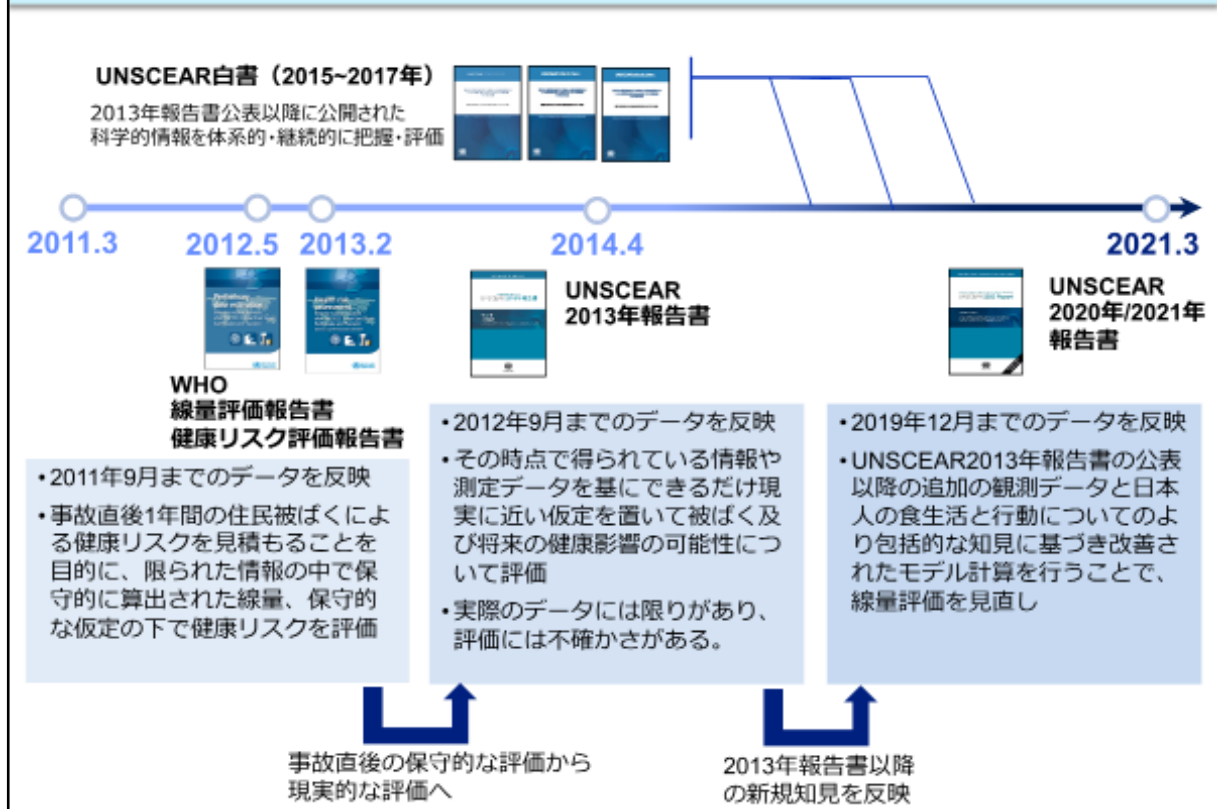 UNSCEAR白書（2015~2017年）
2013年報告書公表以降に公開された
科学的情報を体系的・継続的に把握・評価
2011.3
2012.5
2013.2
2014.4
2021.3
WHO
線量評価報告書
健康リスク評価報告書
UNSCEAR
2013年報告書
UNSCEAR
2020年/2021年
報告書
・2011年9月までのデータを反映
・事故直後1年間の住民被ばくによ
る健康リスクを見積もることを
目的に、限られた情報の中で保
守的に算出された線量、保守的
な仮定の下で健康リスクを評価
・2012年9月までのデータを反映
・その時点で得られている情報や
測定データを基にできるだけ現
実に近い仮定を置いて被ばく及
び将来の健康影響の可能性につ
いて評価
・実際のデータには限りがあり、
評価には不確かさがある。
・2019年12月までのデータを反映
・UNSCEAR2013年報告書の公表
以降の追加の観測データと日本
人の食生活と行動についてのよ
り包括的な知見に基づき改善さ
れたモデル計算を行うことで、
線量評価を見直し
事故直後の保守的な評価から
現実的な評価へ
2013年報告書以降
の新規知見を反映